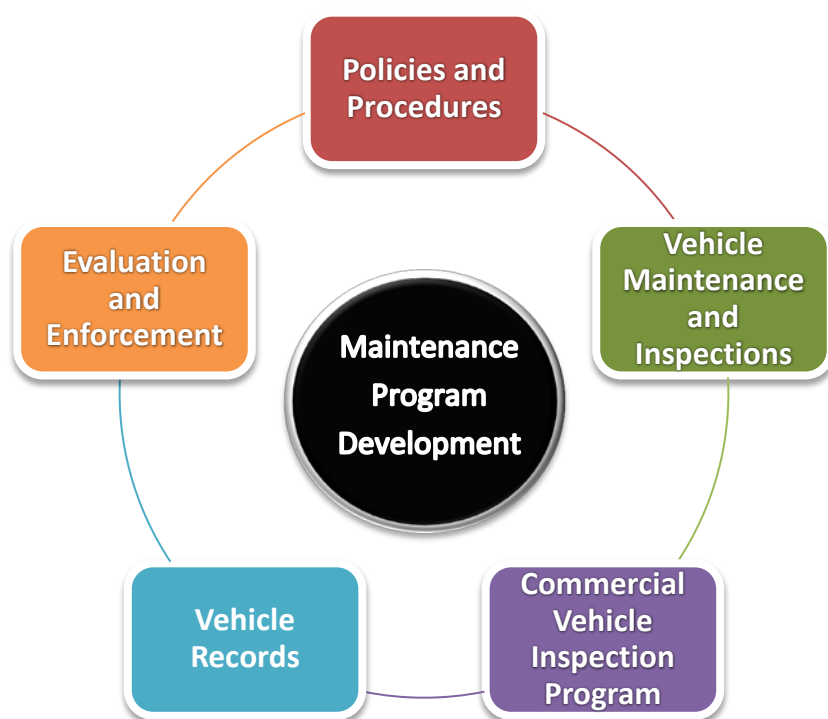 Policies and
Procedures
Vehicle
Maintenance
and
Inspections
Commercial
Vehicle
Inspection
Program
Vehicle
Records
Evaluation
and
Enforcement
Maintenance
Program
Development